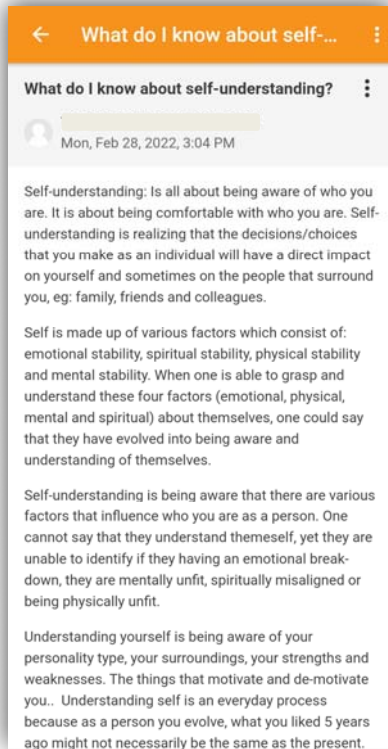 What do I know about self-...
What do I know about self-understanding?
Mon, Feb 28, 2022, 3:04 PM
Self-understanding: Is all about being aware of who you
are. It is about being comfortable with who you are. Self-
understanding is realizing that the decisions/choices
that you make as an individual will have a direct impact
on yourself and sometimes on the people that surround
you, eg: family, friends and colleagues.
Self is made up of various factors which consist of:
emotional stability, spiritual stability, physical stability
and mental stability. When one is able to grasp and
understand these four factors (emotional, physical,
mental and spiritual) about themselves, one could say
that they have evolved into being aware and
understanding of themselves.
Self-understanding is being aware that there are various
factors that influence who you are as a person. One
cannot say that they understand themeself, yet they are
unable to identify if they having an emotional break-
down, they are mentally unfit, spiritually misaligned or
being physically unfit.
Understanding yourself is being aware of your
personality type, your surroundings, your strengths and
weaknesses. The things that motivate and de-motivate
you.. Understanding self is an everyday process
because as a person you evolve, what you liked 5 years
ago might not necessarily be the same as the present.